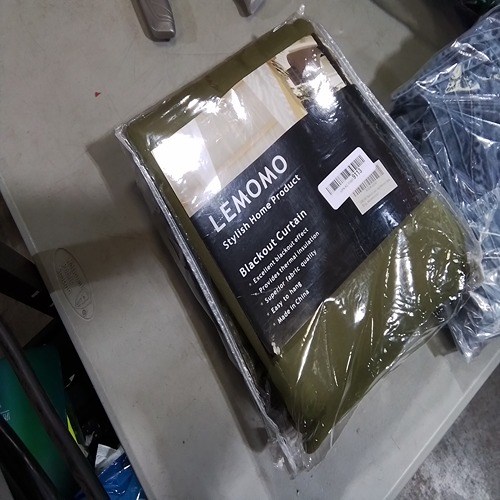 LEMOMO
Stylish Home Product
Blackout Curtain
* Excellent blackout effect
* Provides thermal insulation
* Superior fabric quality
* Easy to hang
* Made in China